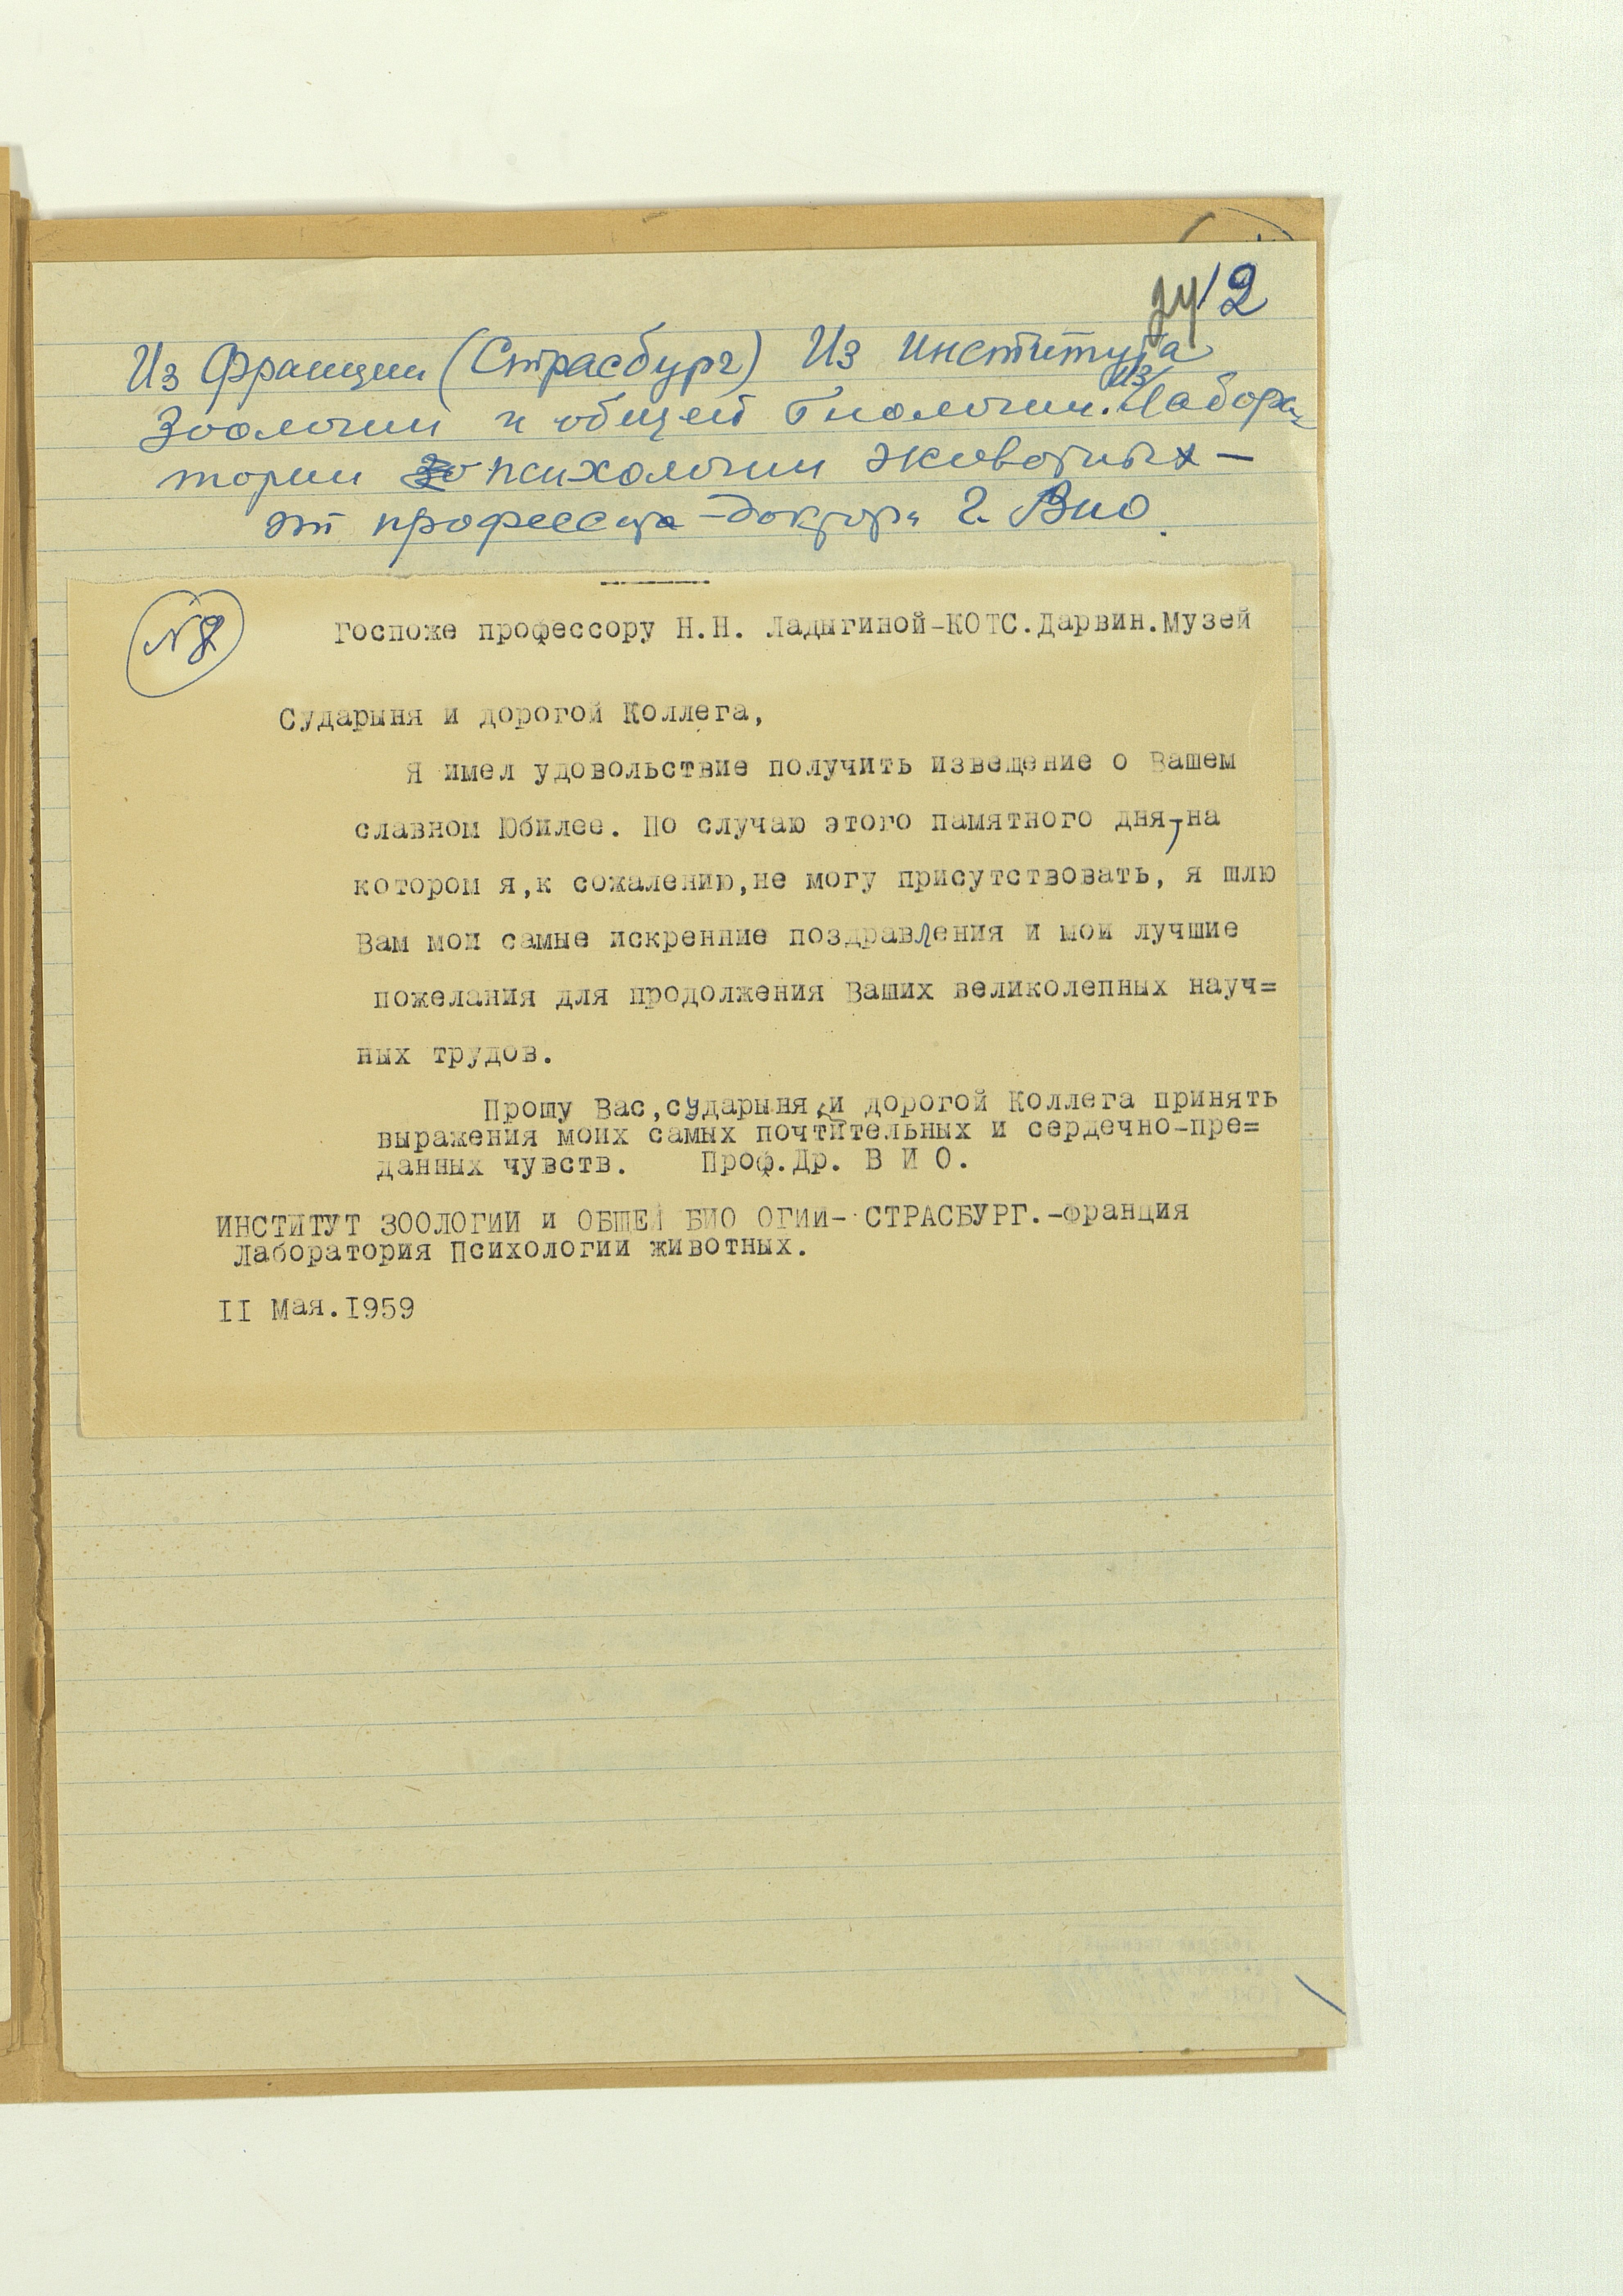 24/2
Из Франции (Страсбург) Из института
Зоологии и общей биологии. из Лабора-
тории психологии животных –
от профессора-доктора Г. Вио.
№8
Госпоже профессору Н.Н. Ладыгиной-КОТС.Дарвин.Музей
Сударыня и дорогой Коллега,
Я имел удовольствие получить извещение о Вашем
славном Юбилее. По случаю этого памятного дня, на
котором я,к сожалению,не могу присутствовать, я шлю
Вам мои самые искренние поздравления и мои лучшие
пожелания для продолжения Ваших великолепных науч=
ных трудов.
Прошу Вас,сударыня,и дорогой Коллега принять
выражения моих самых почтительных и сердечно-пре=
данных чувств. Проф.Др. В И О.
ИНСТИТУТ ЗООЛОГИИ и ОБЩЕЙ БИО ОГИИ- СТРАСБУРГ.-Франция
Лаборатория Психологии животных.
II Мая.I959